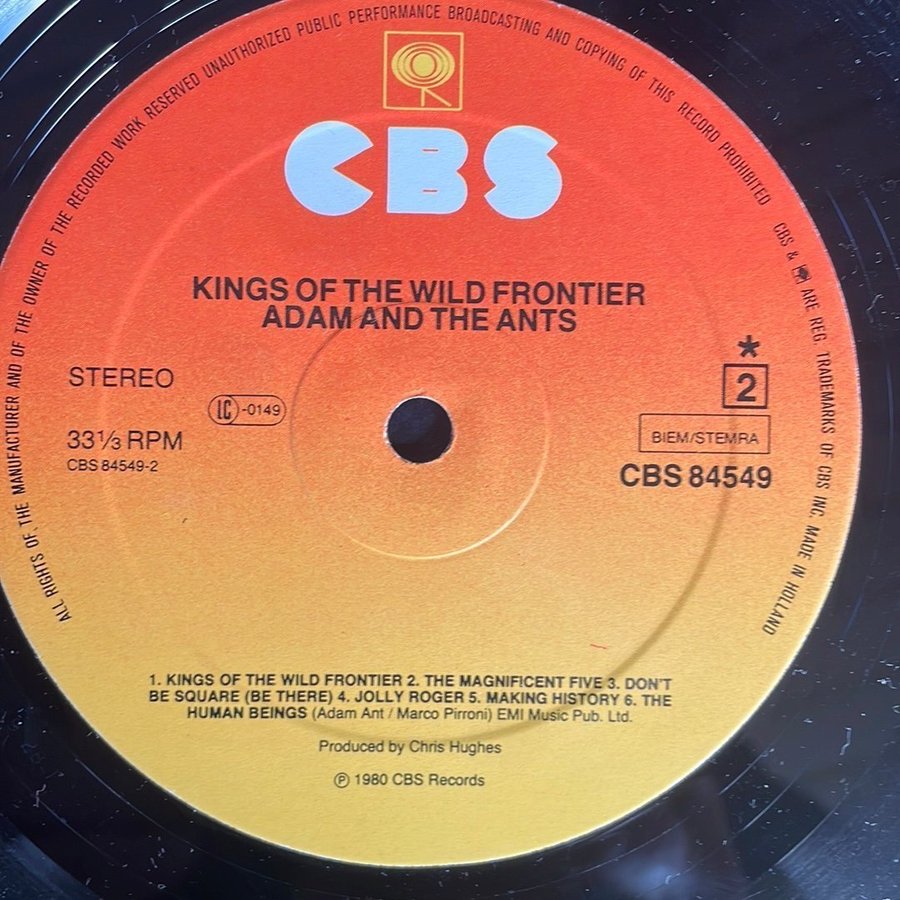 ALL RIGHTS OF THE MANUFACTURER AND OF THE OWNER OF THE RECORDED WORK RESERVED UNAUTHORIZED PUBLIC PERFORMANCE BROADCASTING AND COPYING OF THIS RECORD PROHIBITED
CBS & ARE REG. TRADEMARKS OF CBS INC. MADE IN HOLLAND
CBS
KINGS OF THE WILD FRONTIER
ADAM AND THE ANTS
STEREO
LC-0149
33⅓ RPM
CBS 84549-2
*
2
BIEM/STEMRA
CBS 84549
1. KINGS OF THE WILD FRONTIER 2. THE MAGNIFICENT FIVE 3. DON'T
BE SQUARE (BE THERE) 4. JOLLY ROGER 5. MAKING HISTORY 6. THE
HUMAN BEINGS (Adam Ant / Marco Pirroni) EMI Music Pub. Ltd.
Produced by Chris Hughes
℗ 1980 CBS Records